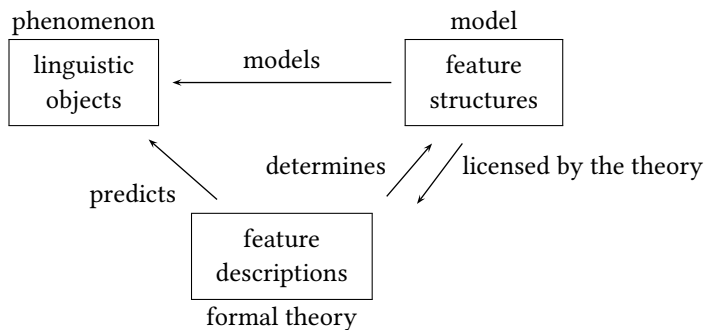 phenomenon
model
linguistic
objects
models
feature
structures
determines
licensed by the theory
predicts
feature
descriptions
formal theory